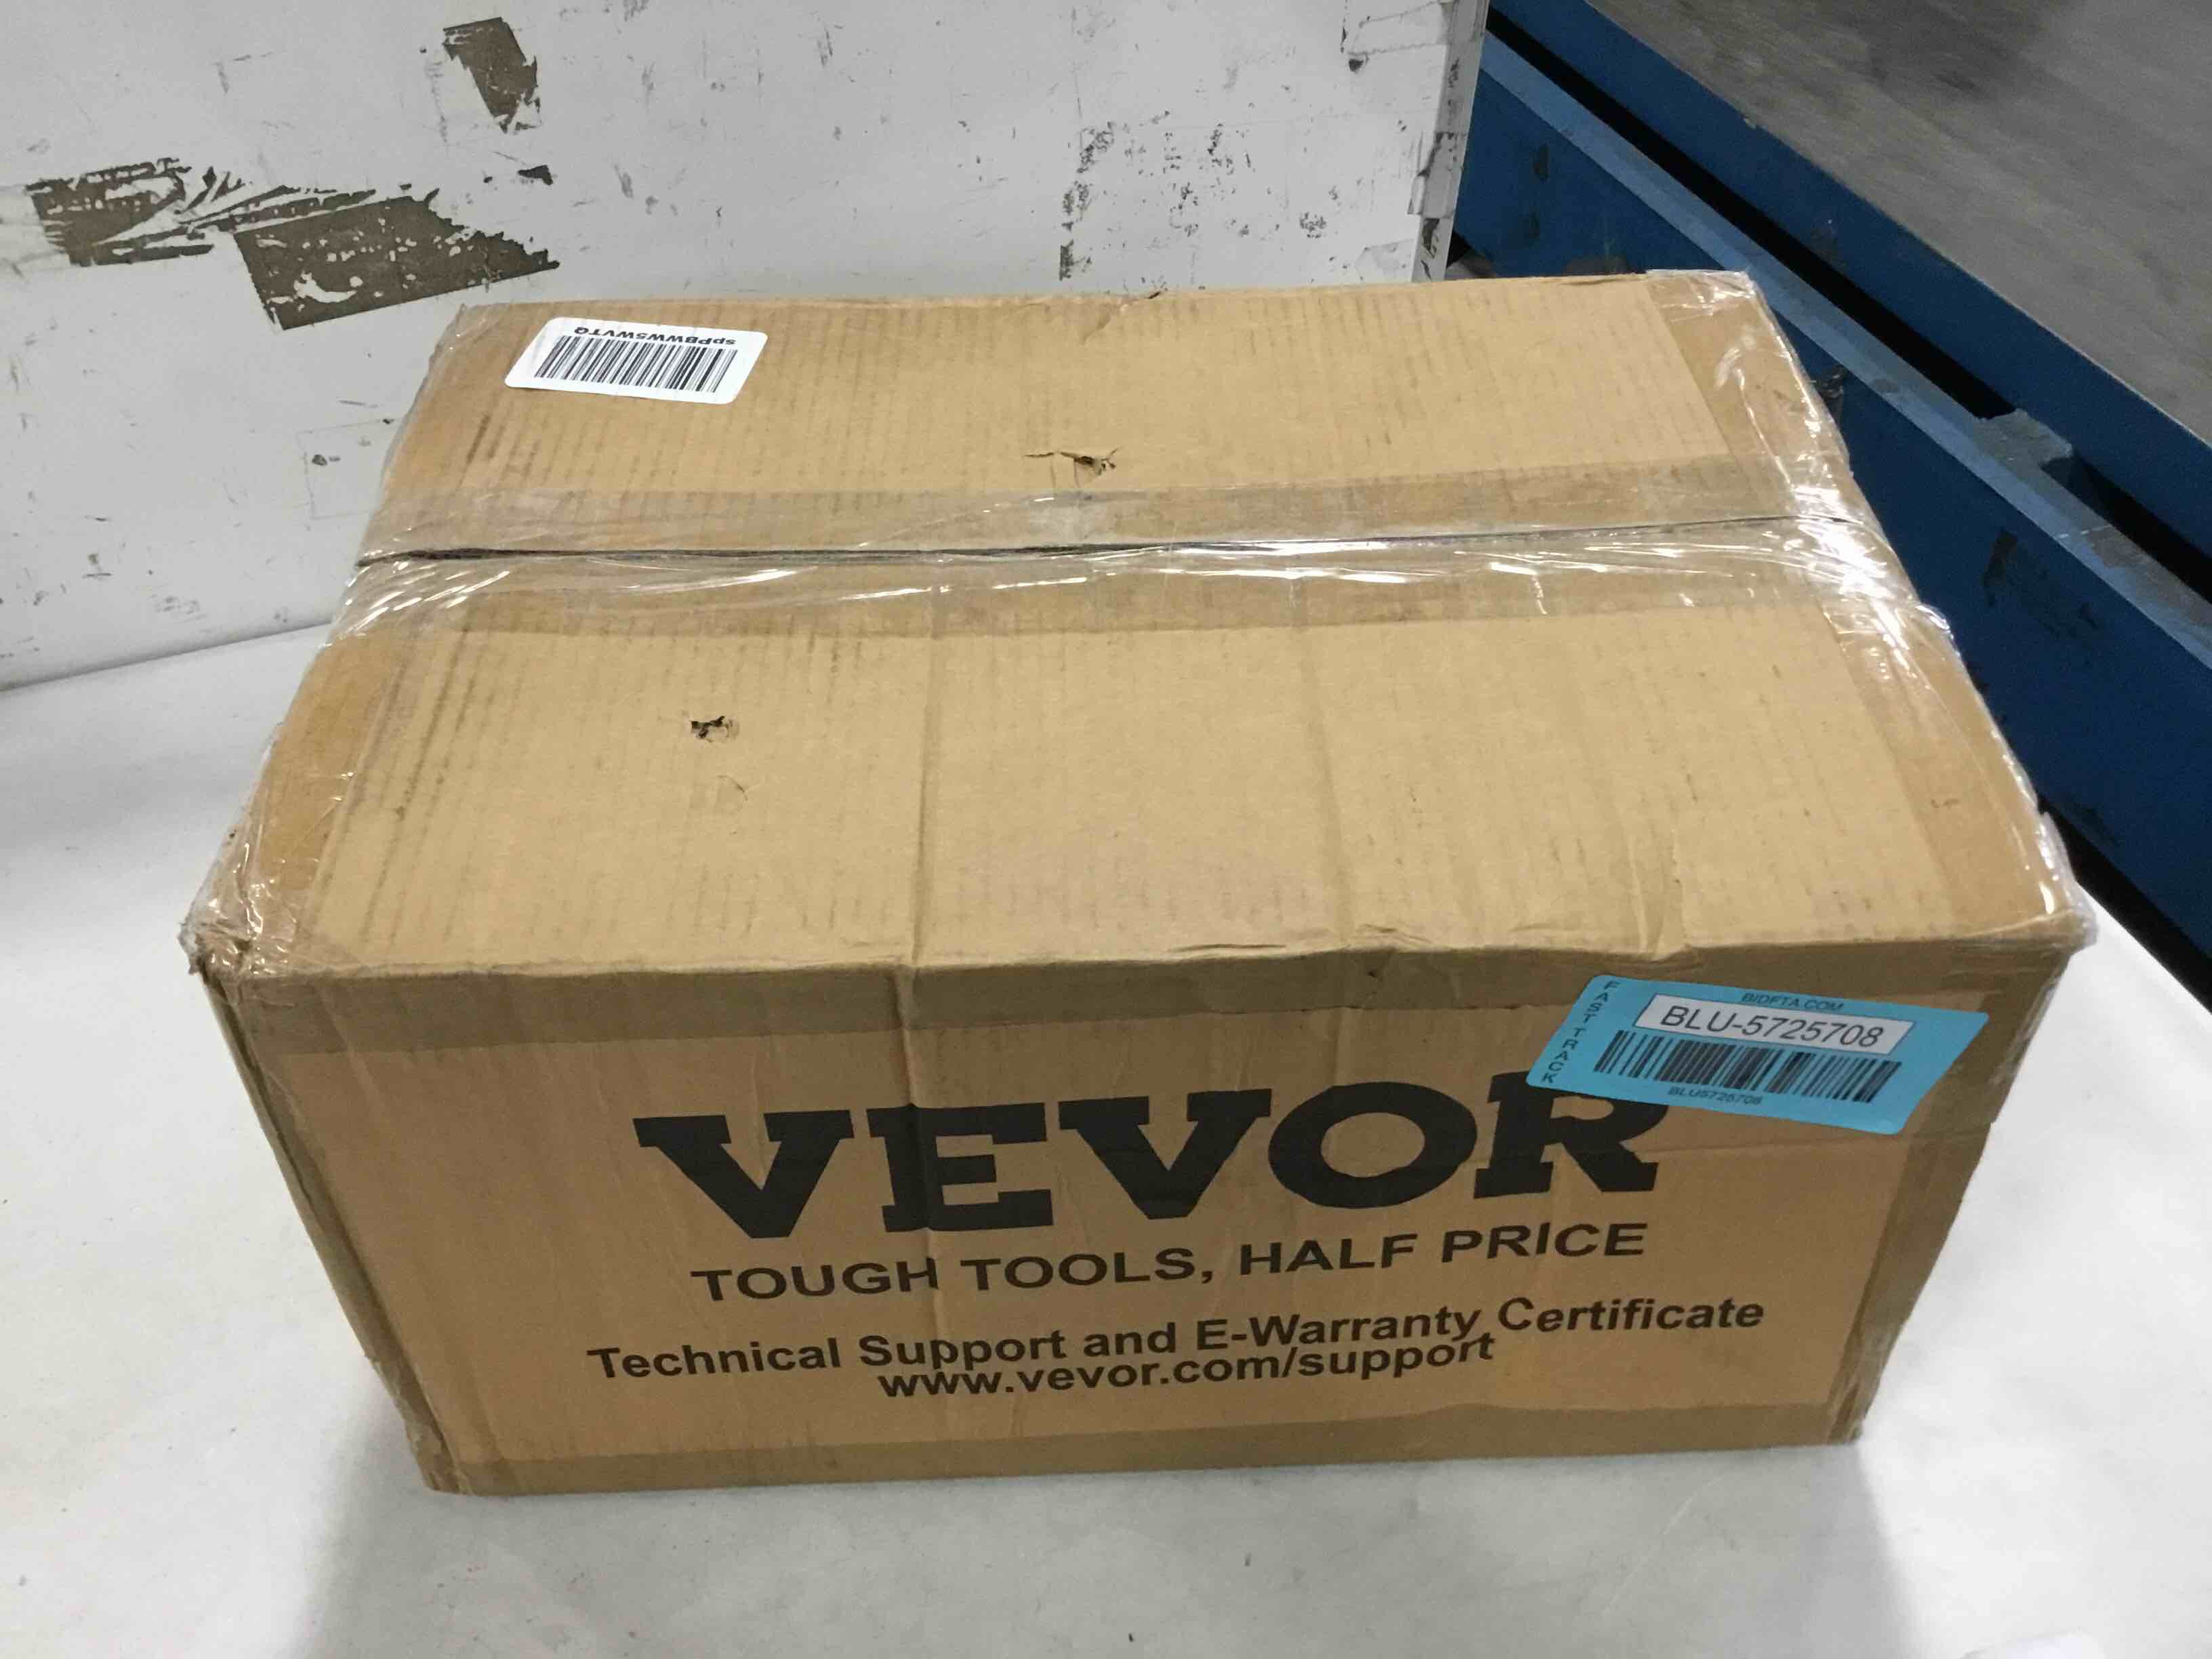 spPBWW5WVTQ
FAST TRACK
BIDFTA.COM
BLU-5725708
BLU5725708
VEVOR
TOUGH TOOLS, HALF PRICE
Technical Support and E-Warranty Certificate
www.vevor.com/support